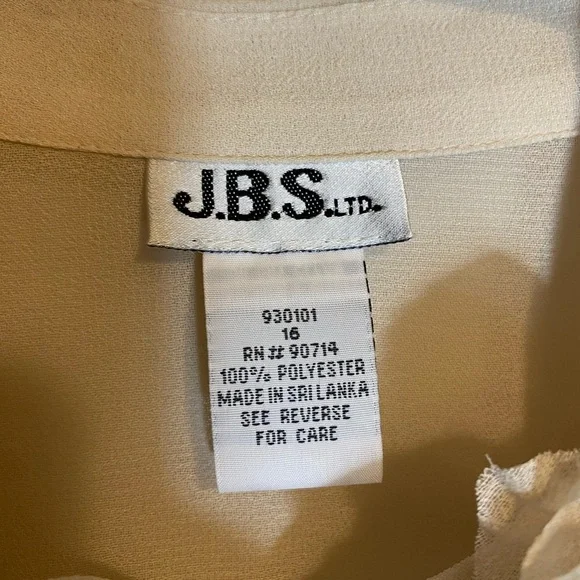 J.B.S.LTD.
930101
16
RN# 90714
100% POLYESTER
MADE IN SRI LANKA
SEE REVERSE
FOR CARE